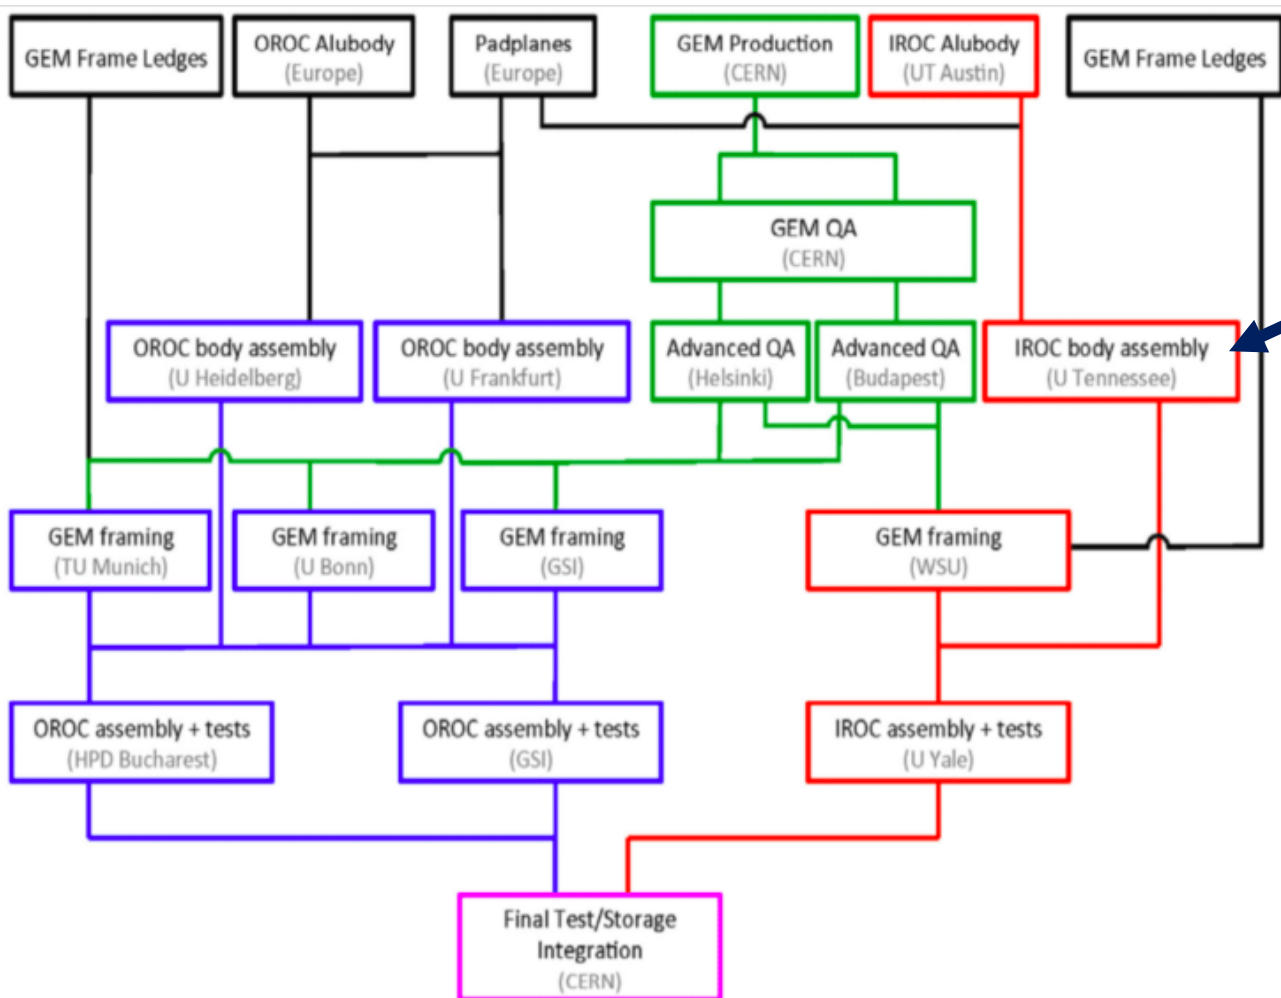 GEM Frame Ledges
OROC Alubody
(Europe)
Padplanes
(Europe)
GEM Production
(CERN)
IROC Alubody
(UT Austin)
GEM Frame Ledges
GEM QA
(CERN)
OROC body assembly
(U Heidelberg)
OROC body assembly
(U Frankfurt)
Advanced QA
(Helsinki)
Advanced QA
(Budapest)
IROC body assembly
(U Tennessee)
GEM framing
(TU Munich)
GEM framing
(U Bonn)
GEM framing
(GSI)
GEM framing
(WSU)
OROC assembly + tests
(HPD Bucharest)
OROC assembly + tests
(GSI)
IROC assembly + tests
(U Yale)
Final Test/Storage
Integration
(CERN)